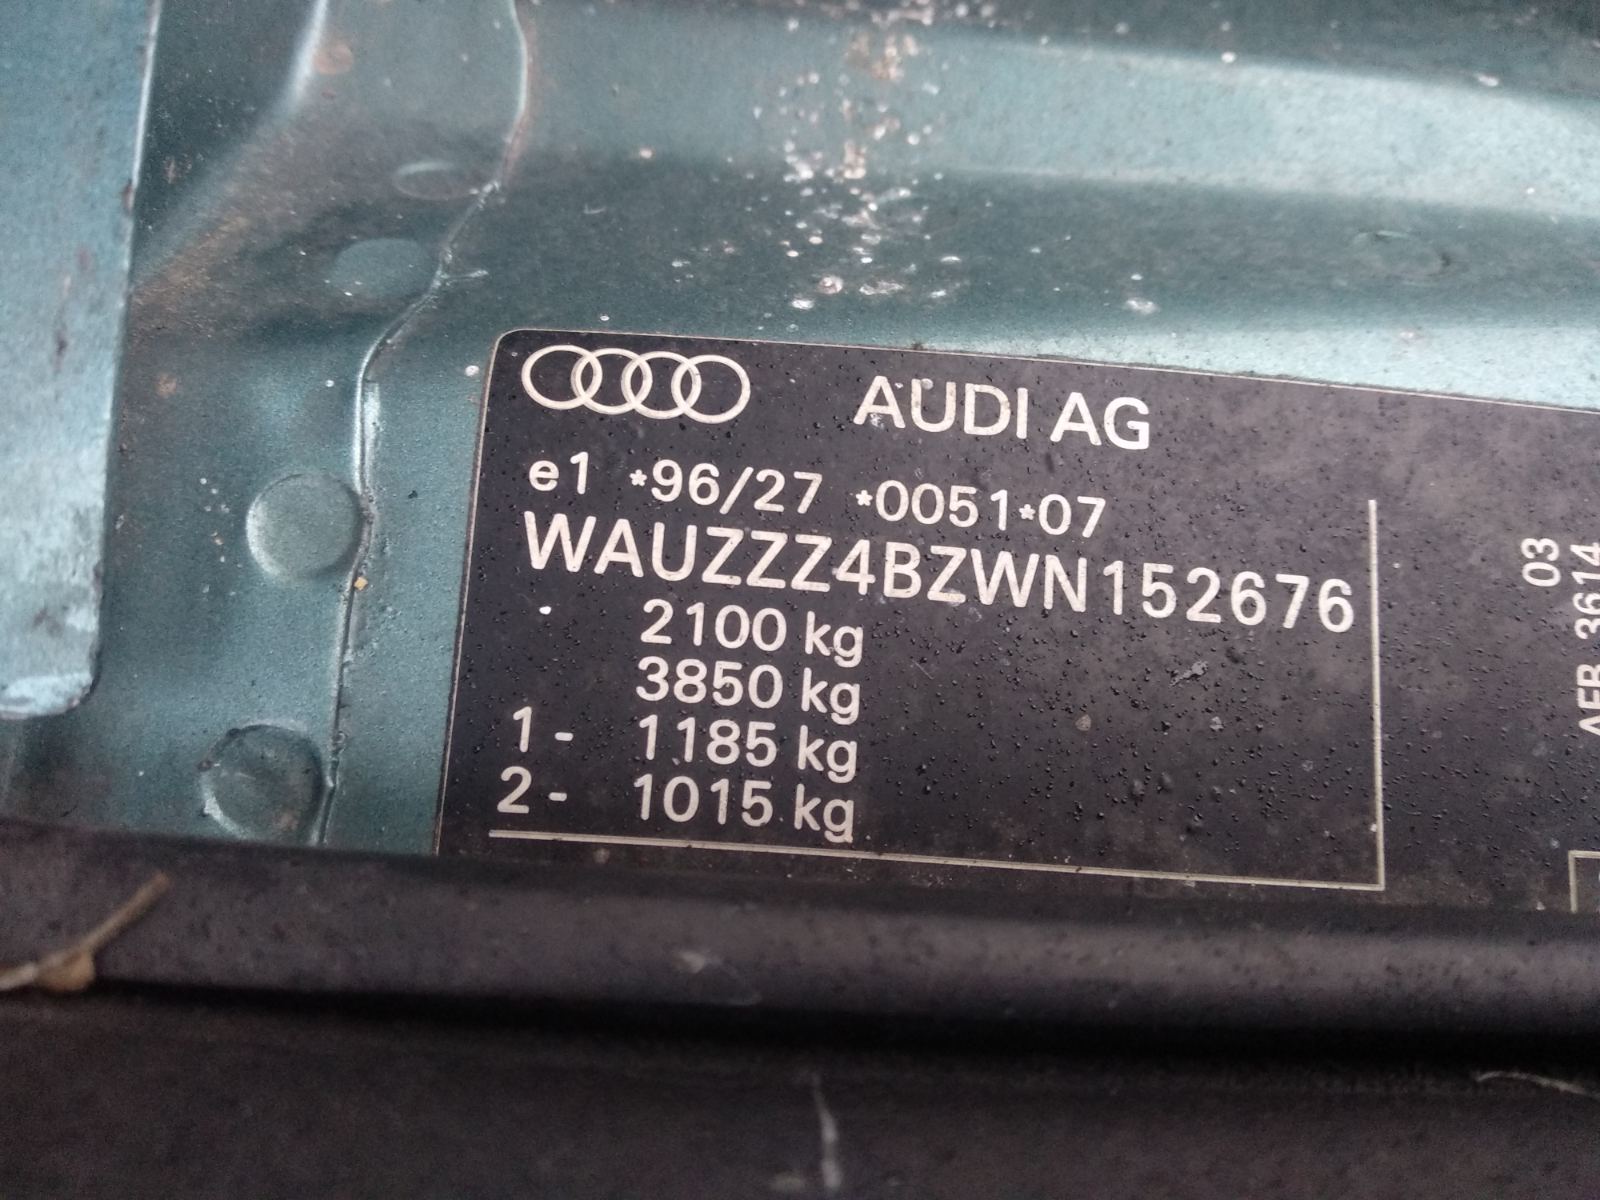 AUDI AG
e1 *96/27 *0051*07
WAUZZZ4BZWN152676
2100 kg
3850 kg
1- 1185 kg
2- 1015 kg
03
3614